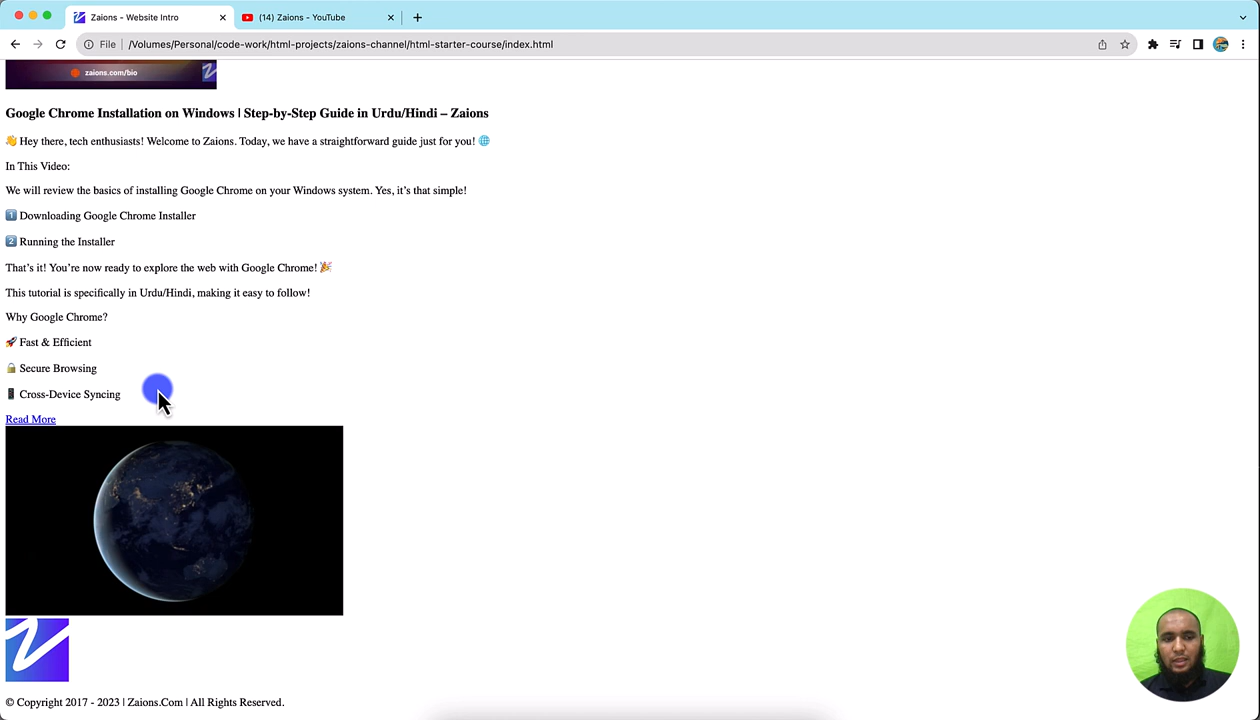 Zaions - Website Intro
(14) Zaions - YouTube
File
/Volumes/Personal/code-work/html-projects/zaions-channel/html-starter-course/index.html
zaions.com/bio
Google Chrome Installation on Windows | Step-by-Step Guide in Urdu/Hindi – Zaions
👋 Hey there, tech enthusiasts! Welcome to Zaions. Today, we have a straightforward guide just for you! 🌐
In This Video:
We will review the basics of installing Google Chrome on your Windows system. Yes, it’s that simple!
1️⃣ Downloading Google Chrome Installer
2️⃣ Running the Installer
That’s it! You’re now ready to explore the web with Google Chrome! 🎉
This tutorial is specifically in Urdu/Hindi, making it easy to follow!
Why Google Chrome?
🚀 Fast & Efficient
🔒 Secure Browsing
📱 Cross-Device Syncing
Read More
© Copyright 2017 - 2023 | Zaions.Com | All Rights Reserved.